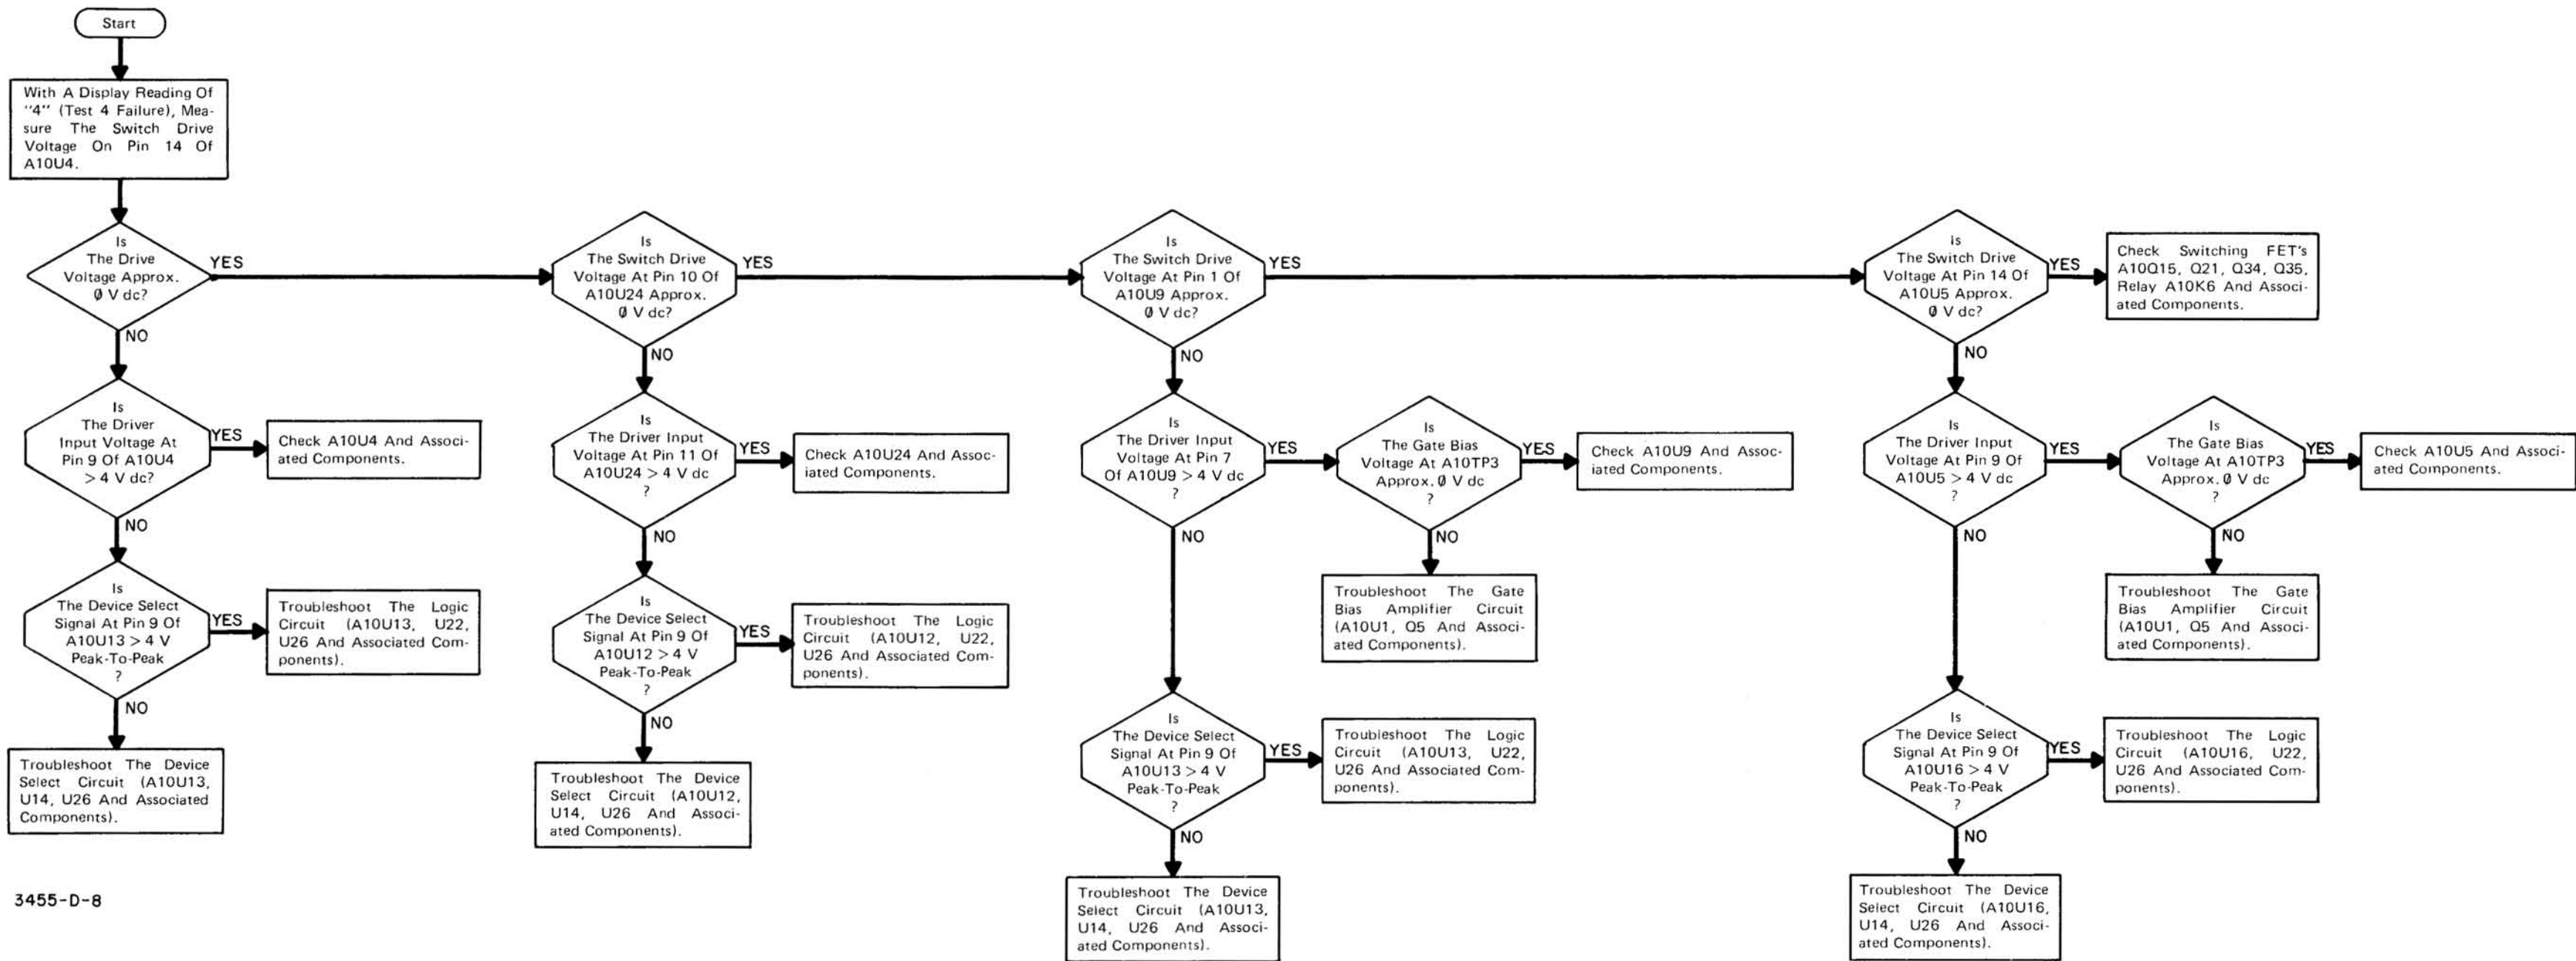 Start
With A Display Reading Of
"4" (Test 4 Failure), Mea-
sure The Switch Drive
Voltage On Pin 14 Of
A10U4.
Is
The Drive
Voltage Approx.
0 V dc?
YES
NO
Is
The Driver
Input Voltage At
Pin 9 Of A10U4
> 4 V dc?
YES
Check A10U4 And Associ-
ated Components.
NO
Is
The Device Select
Signal At Pin 9 Of
A10U13 > 4 V
Peak-To-Peak
?
YES
Troubleshoot The Logic
Circuit (A10U13, U22,
U26 And Associated Com-
ponents).
NO
Troubleshoot The Device
Select Circuit (A10U13,
U14, U26 And Associated
Components).
Is
The Switch Drive
Voltage At Pin 10 Of
A10U24 Approx.
0 V dc?
YES
NO
Is
The Driver Input
Voltage At Pin 11 Of
A10U24 > 4 V dc
?
YES
Check A10U24 And Assoc-
iated Components.
NO
Is
The Device Select
Signal At Pin 9 Of
A10U12 > 4 V
Peak-To-Peak
?
YES
Troubleshoot The Logic
Circuit (A10U12, U22,
U26 And Associated Com-
ponents).
NO
Troubleshoot The Device
Select Circuit (A10U12,
U14, U26 And Associ-
ated Components).
Is
The Switch Drive
Voltage At Pin 1 Of
A10U9 Approx.
0 V dc?
YES
NO
Is
The Driver Input
Voltage At Pin 7
Of A10U9 > 4 V dc
?
YES
Is
The Gate Bias
Voltage At A10TP3
Approx. 0 V dc
?
YES
Check A10U9 And Assoc-
iated Components.
NO
Troubleshoot The Gate
Bias Amplifier Circuit
(A10U1, Q5 And Associ-
ated Components).
NO
Is
The Device Select
Signal At Pin 9 Of
A10U13 > 4 V
Peak-To-Peak
?
YES
Troubleshoot The Logic
Circuit (A10U13, U22,
U26 And Associated Com-
ponents).
NO
Troubleshoot The Device
Select Circuit (A10U13,
U14, U26 And Associ-
ated Components).
Is
The Switch Drive
Voltage At Pin 14 Of
A10U5 Approx.
0 V dc?
YES
Check Switching FET's
A10Q15, Q21, Q34, Q35,
Relay A10K6 And Associ-
ated Components.
NO
Is
The Driver Input
Voltage At Pin 9 Of
A10U5 > 4 V dc
?
YES
Is
The Gate Bias
Voltage At A10TP3
Approx. 0 V dc
?
YES
Check A10U5 And Associ-
ated Components.
NO
Troubleshoot The Gate
Bias Amplifier Circuit
(A10U1, Q5 And Associ-
ated Components).
NO
Is
The Device Select
Signal At Pin 9 Of
A10U16 > 4 V
Peak-To-Peak
?
YES
Troubleshoot The Logic
Circuit (A10U16, U22,
U26 And Associated Com-
ponents).
NO
Troubleshoot The Device
Select Circuit (A10U16,
U14, U26 And Associ-
ated Components).
3455-D-8